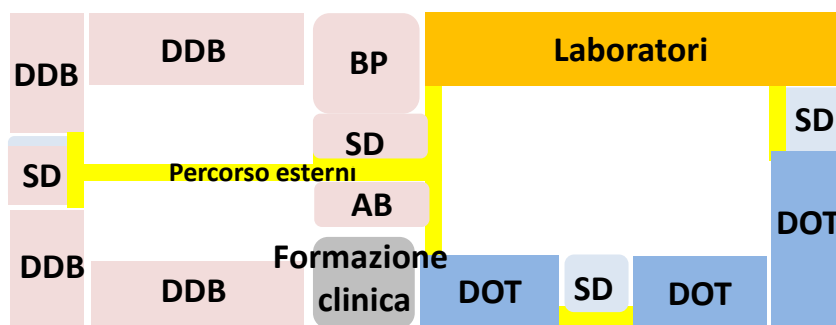 DDB
DDB
BP
Laboratori
SD
SD
SD
Percorso esterni
AB
DOT
DDB
DDB
Formazione
clinica
DOT
SD
DOT